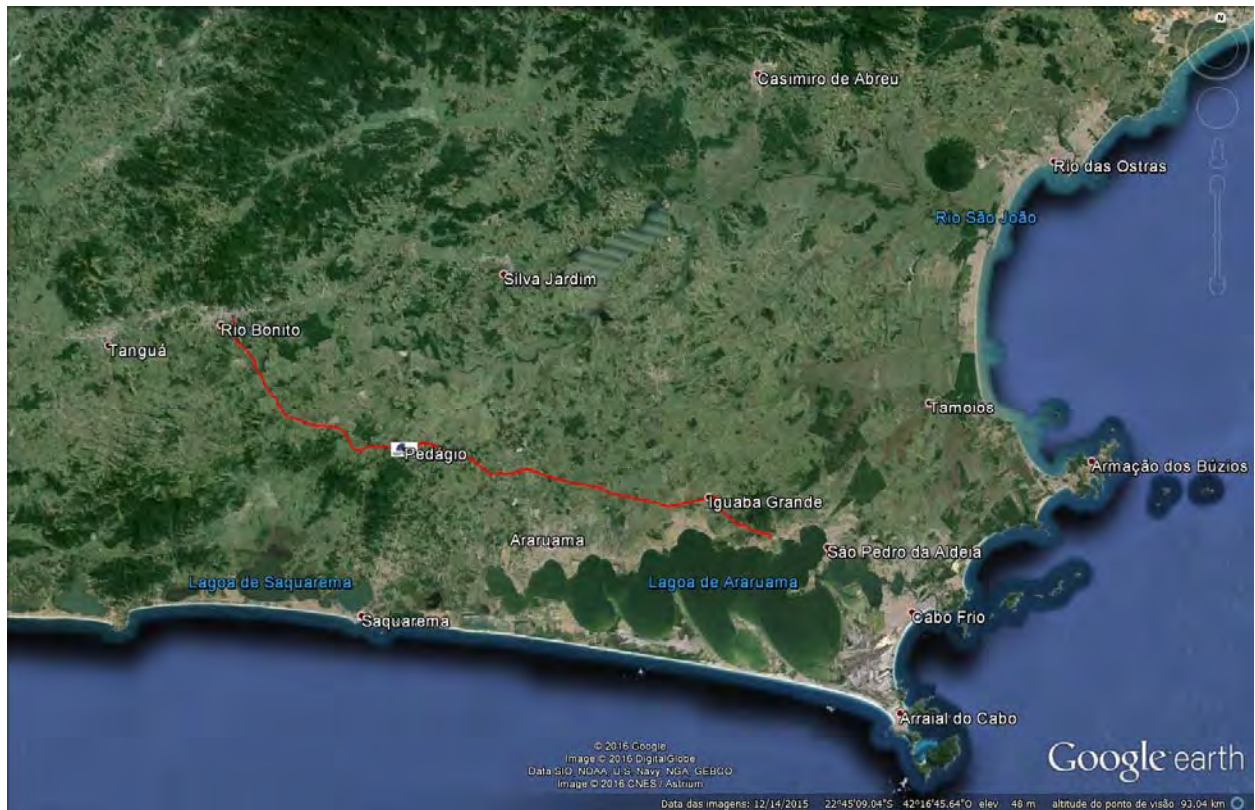 N
Casimiro de Abreu
Rio das Ostras
Rio São João
Silva Jardim
Rio Bonito
Tanguá
Tamoios
Pedágio
Armação dos Búzios
Iguaba Grande
Araruama
São Pedro da Aldeia
Lagoa de Saquarema
Lagoa de Araruama
Saquarema
Cabo Frio
Arraial do Cabo
© 2016 Google
Image © 2016 DigitalGlobe
Data SIO, NOAA, U.S. Navy, NGA, GEBCO
Image © 2016 CNES / Astrium
Google earth
Data das imagens: 12/14/2015 22°45'09.04"S 42°16'45.64"O elev 48 m altitude do ponto de visão 93.04 km